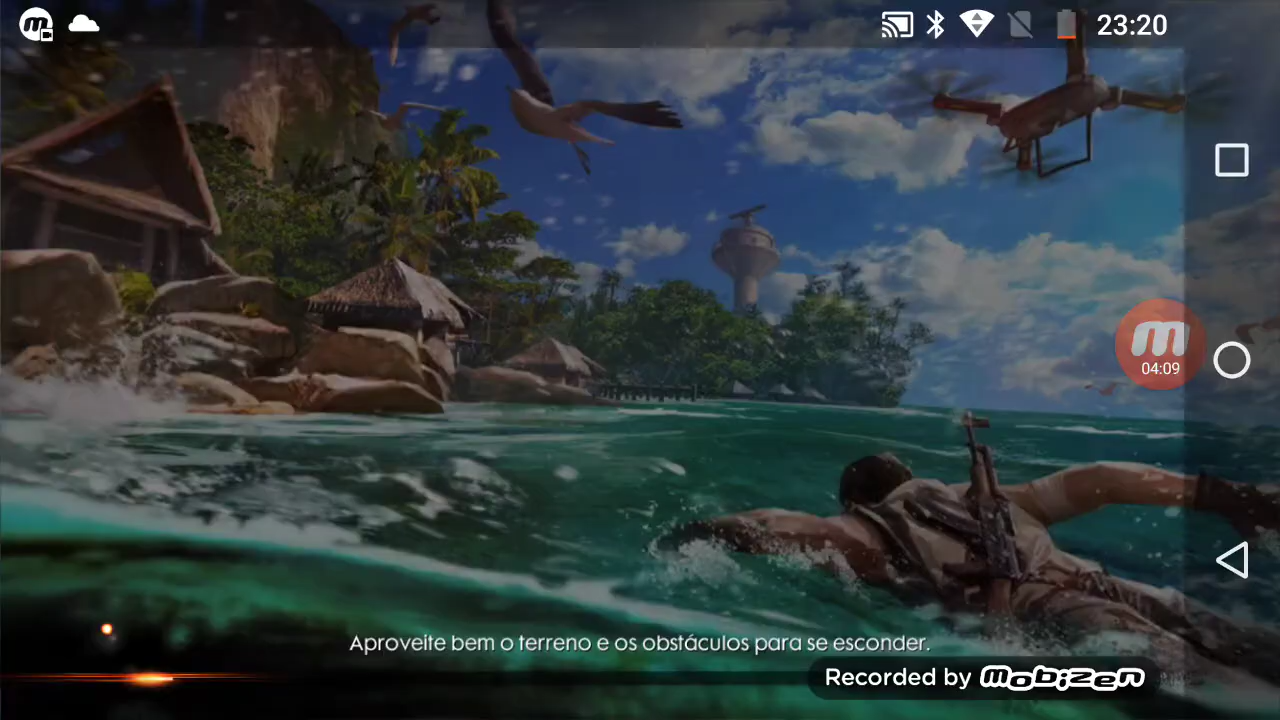 m
23:20
m
04:09
Aproveite bem o terreno e os obstáculos para se esconder.
Recorded by mobizen